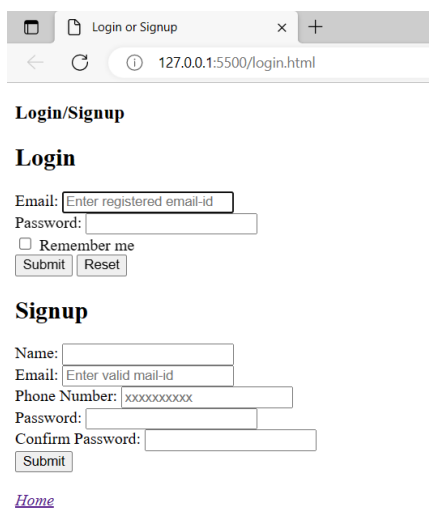 Login or Signup
127.0.0.1:5500/login.html
Login/Signup
Login
Email: Enter registered email-id
Password:
Remember me
Submit Reset
Signup
Name:
Email: Enter valid mail-id
Phone Number: xxxxxxxxxx
Password:
Confirm Password:
Submit
Home